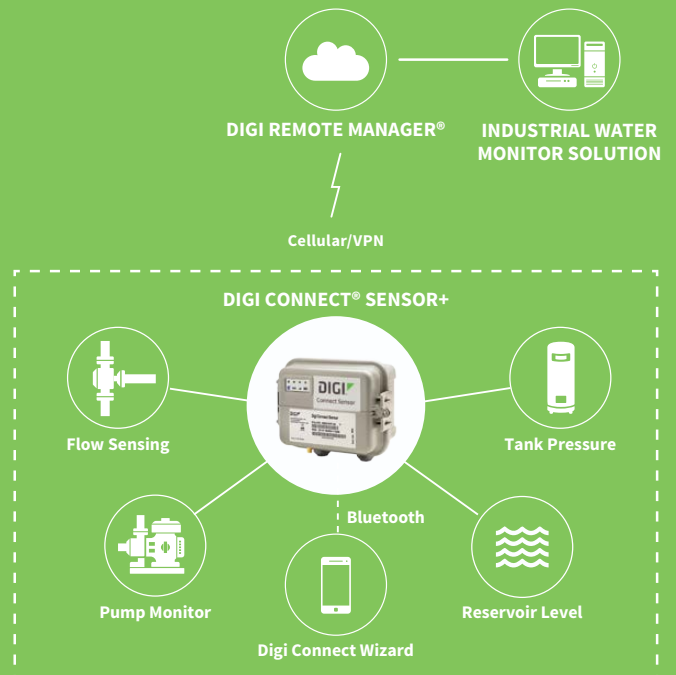 DIGI REMOTE MANAGER®
INDUSTRIAL WATER
MONITOR SOLUTION
Cellular/VPN
DIGI CONNECT® SENSOR+
DIGI
Connect Sensor
Flow Sensing
Tank Pressure
Bluetooth
Pump Monitor
Reservoir Level
Digi Connect Wizard